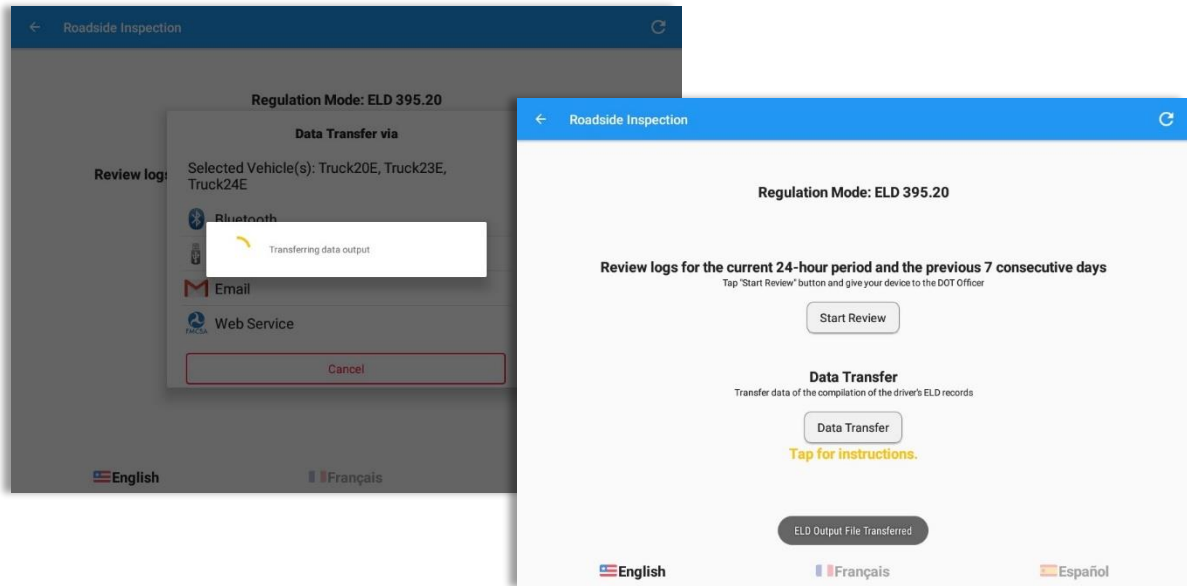 Roadside Inspection
Regulation Mode: ELD 395.20
Data Transfer via
Selected Vehicle(s): Truck20E, Truck23E,
Truck24E
Review logs
Bluetooth
Transferring data output
Email
FMCSA
Web Service
Cancel
English
Français
Roadside Inspection
Regulation Mode: ELD 395.20
Review logs for the current 24-hour period and the previous 7 consecutive days
Tap "Start Review" button and give your device to the DOT Officer
Start Review
Data Transfer
Transfer data of the compilation of the driver's ELD records
Data Transfer
Tap for instructions.
ELD Output File Transferred
English
Français
Español